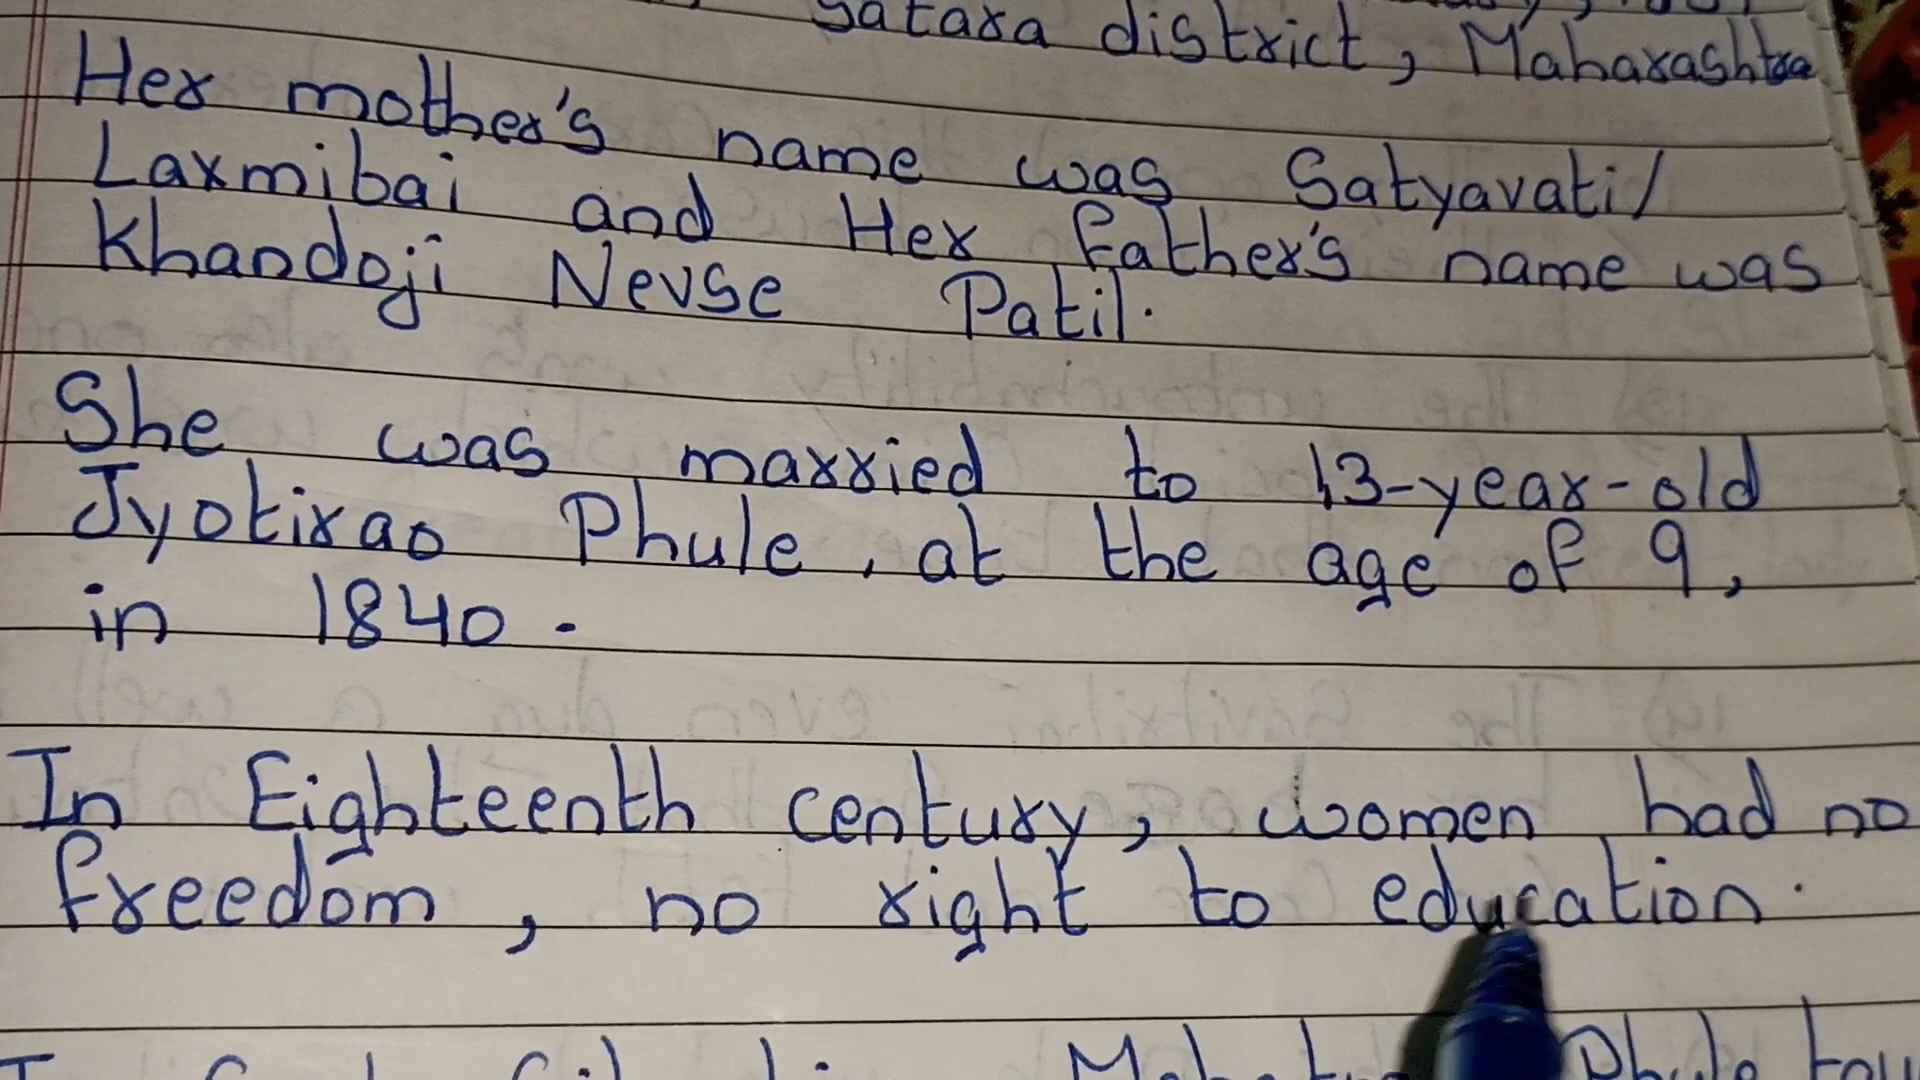 Satara district, Maharashtra
Her mother's name was Satyavati/
Laxmibai and Her father's name was
Khandoji Nevse Patil.
She was married to 13-year-old
Jyotirao Phule, at the age of 9,
in 1840.
In Eighteenth century, women had no
freedom, no right to education.
Phule